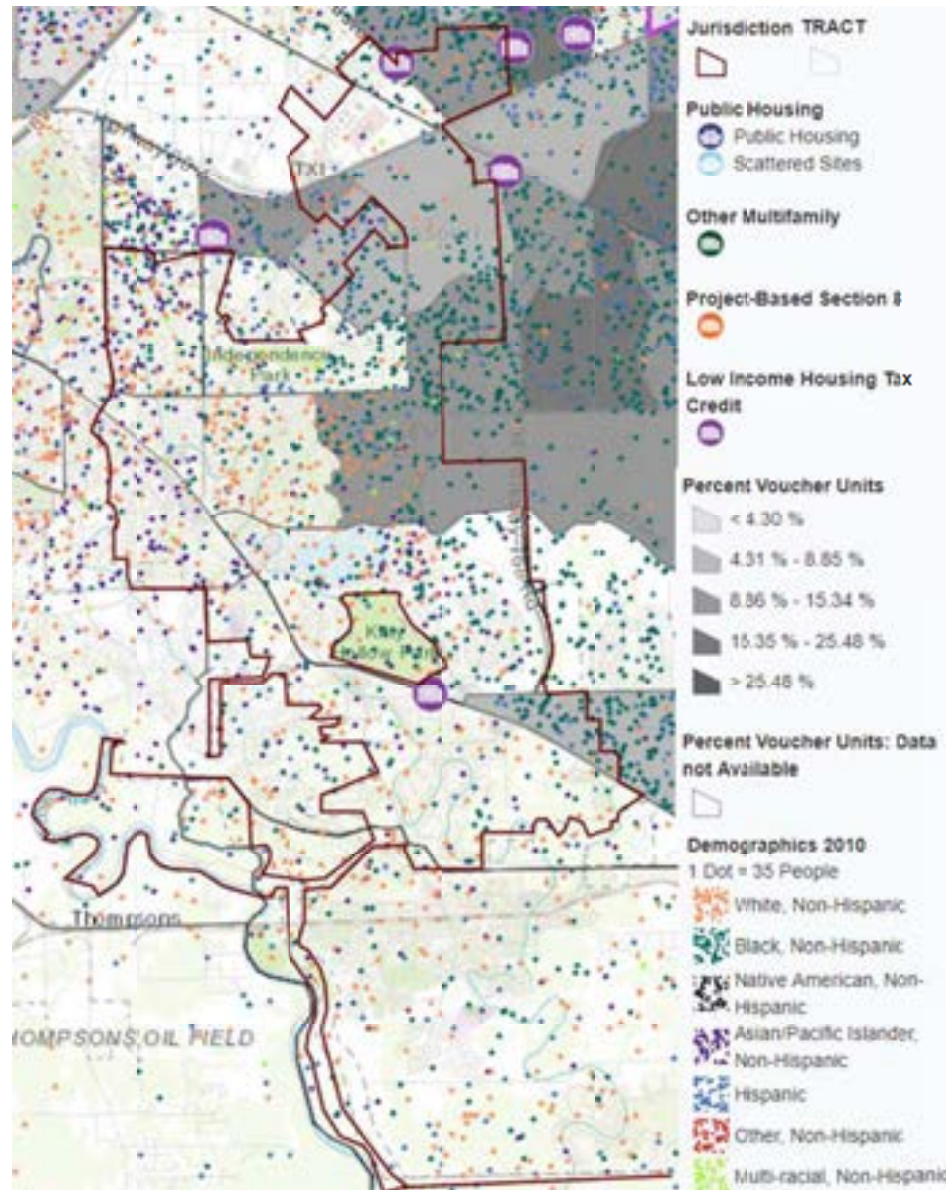 Jurisdiction TRACT
Public Housing
Public Housing
Scattered Sites
Other Multifamily
Project-Based Section 8
Low Income Housing Tax
Credit
Percent Voucher Units
< 4.30 %
4.31 % - 8.85 %
8.86 % - 15.34 %
15.35 % - 25.48 %
> 25.48 %
Percent Voucher Units: Data
not Available
Demographics 2010
1 Dot = 35 People
White, Non-Hispanic
Black, Non-Hispanic
Native American, Non-
Hispanic
Asian/Pacific Islander,
Non-Hispanic
Hispanic
Other, Non-Hispanic
Multi-racial, Non-Hispanic
TX1
Independence
Park
Thompsons
HOMPSONS OIL FIELD